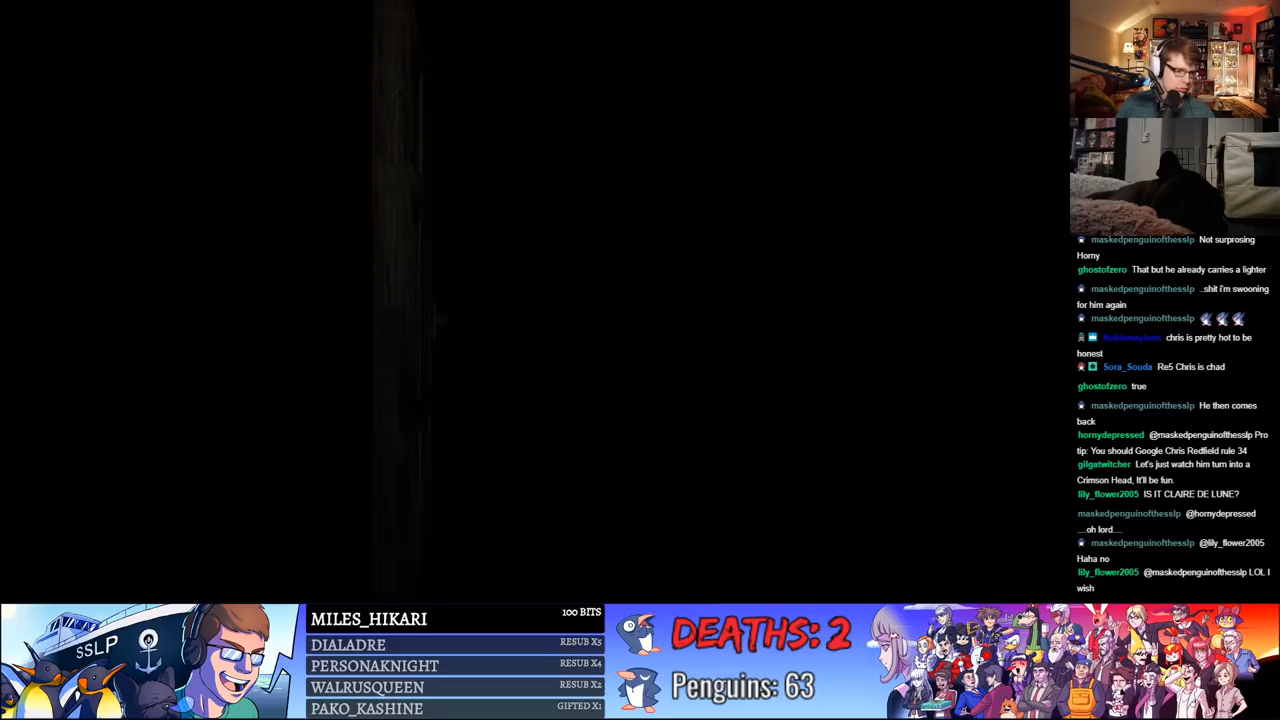 maskedpenguinofthesslp Not surprosing
Horny
ghostofzero That but he already carries a lighter
maskedpenguinofthesslp ..shit i'm swooning
for him again
maskedpenguinofthesslp
chris is pretty hot to be
honest
Sora_Souda Re5 Chris is chad
ghostofzero true
maskedpenguinofthesslp He then comes
back
hornydepressed @maskedpenguinofthesslp Pro
tip: You should Google Chris Redfield rule 34
gilgatwitcher Let's just watch him turn into a
Crimson Head, It'll be fun.
lily_flower2005 IS IT CLAIRE DE LUNE?
maskedpenguinofthesslp @hornydepressed
....oh lord....
maskedpenguinofthesslp @lily_flower2005
Haha no
lily_flower2005 @maskedpenguinofthesslp LOL I
wish
SSLP
MILES_HIKARI 100 BITS
DIALADRE RESUB X5
PERSONAKNIGHT RESUB X4
WALRUSQUEEN RESUB X2
PAKO_KASHINE GIFTED X1
DEATHS: 2
Penguins: 63